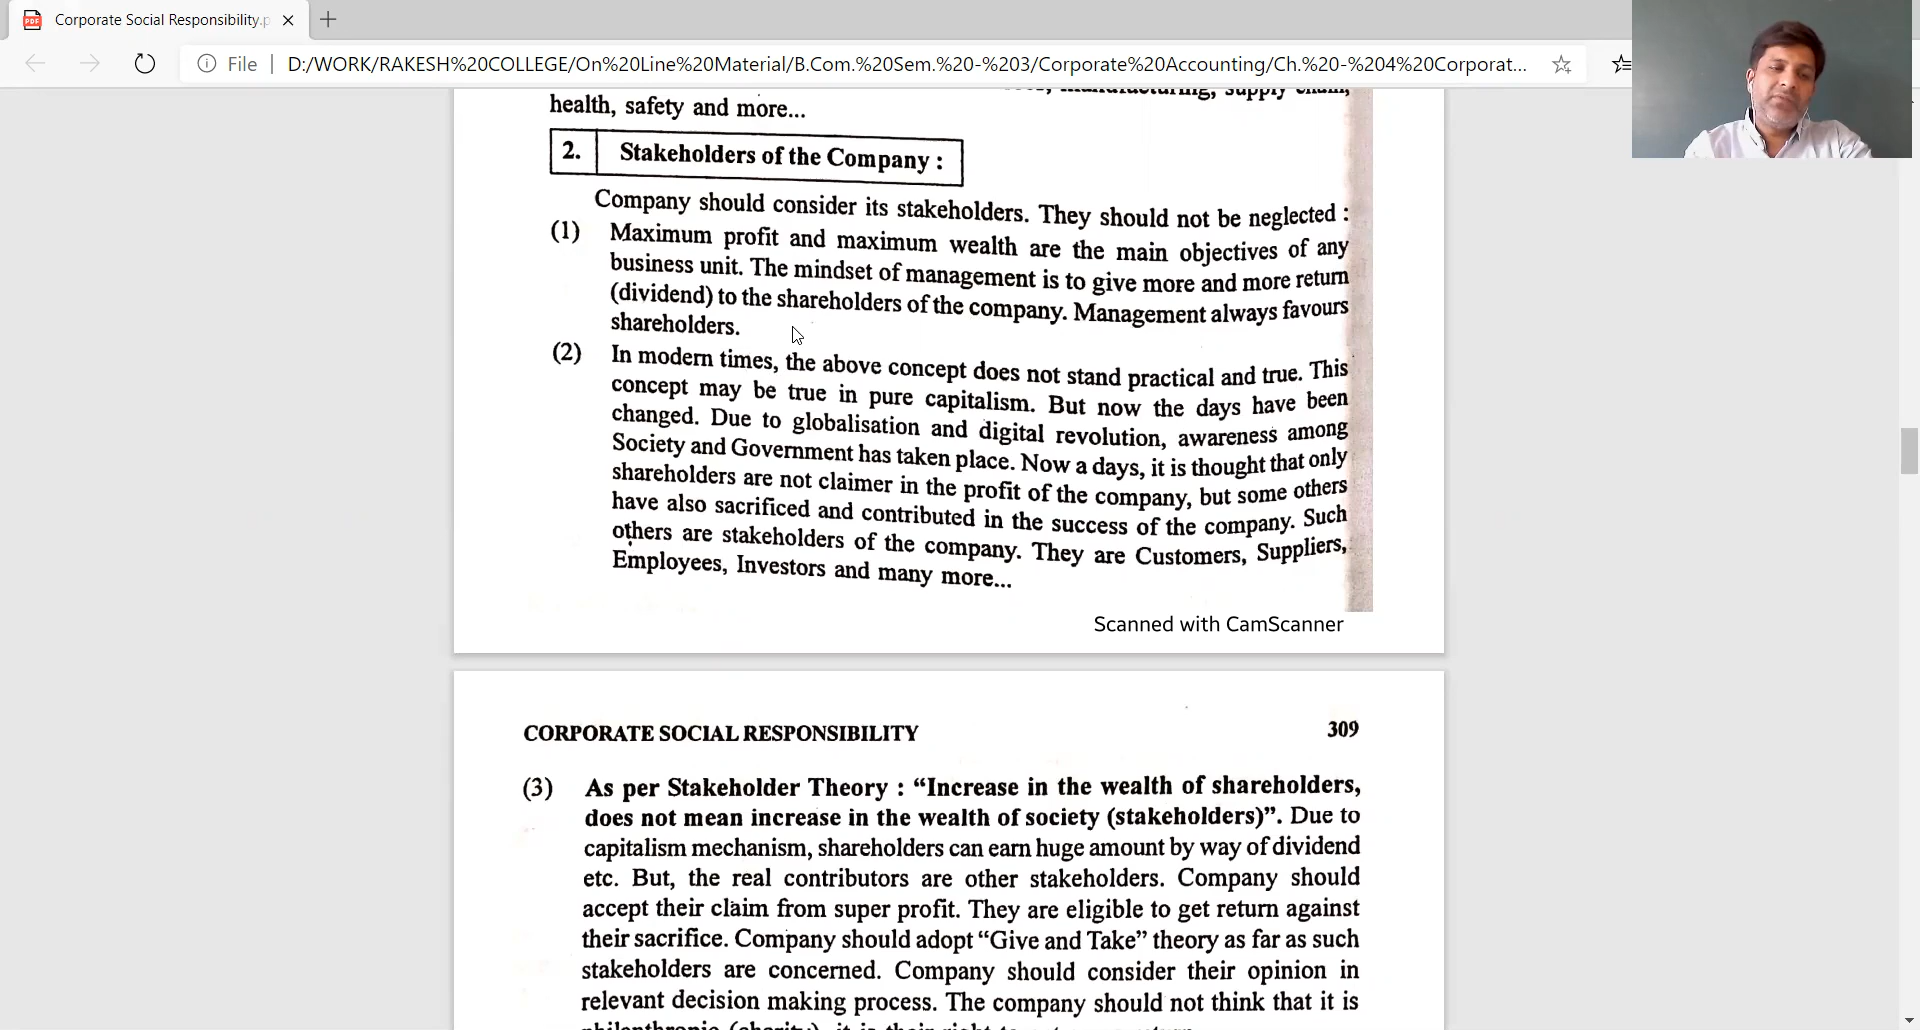 Corporate Social Responsibility.p
File
D:/WORK/RAKESH%20COLLEGE/On%20Line%20Material/B.Com.%20Sem.%20-%203/Corporate%20Accounting/Ch.%20-%204%20Corporat...
manufacturing, supply chain,
health, safety and more...
2. Stakeholders of the Company :
Company should consider its stakeholders. They should not be neglected :
(1) Maximum profit and maximum wealth are the main objectives of any
business unit. The mindset of management is to give more and more return
(dividend) to the shareholders of the company. Management always favours
shareholders.
(2) In modern times, the above concept does not stand practical and true. This
concept may be true in pure capitalism. But now the days have been
changed. Due to globalisation and digital revolution, awareness among
Society and Government has taken place. Now a days, it is thought that only
shareholders are not claimer in the profit of the company, but some others
have also sacrificed and contributed in the success of the company. Such
others are stakeholders of the company. They are Customers, Suppliers,
Employees, Investors and many more...
Scanned with CamScanner
CORPORATE SOCIAL RESPONSIBILITY 309
(3) As per Stakeholder Theory : “Increase in the wealth of shareholders,
does not mean increase in the wealth of society (stakeholders)”. Due to
capitalism mechanism, shareholders can earn huge amount by way of dividend
etc. But, the real contributors are other stakeholders. Company should
accept their claim from super profit. They are eligible to get return against
their sacrifice. Company should adopt “Give and Take” theory as far as such
stakeholders are concerned. Company should consider their opinion in
relevant decision making process. The company should not think that it is
philanthropic (charity), it is their right to